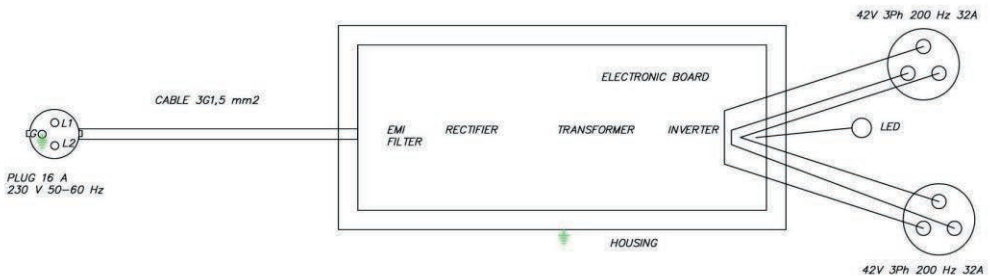 42V 3Ph 200 Hz 32A
ELECTRONIC BOARD
CABLE 3G1,5 mm2
L1
G
L2
EMI
FILTER
RECTIFIER
TRANSFORMER
INVERTER
LED
PLUG 16 A
230 V 50-60 Hz
HOUSING
42V 3Ph 200 Hz 32A